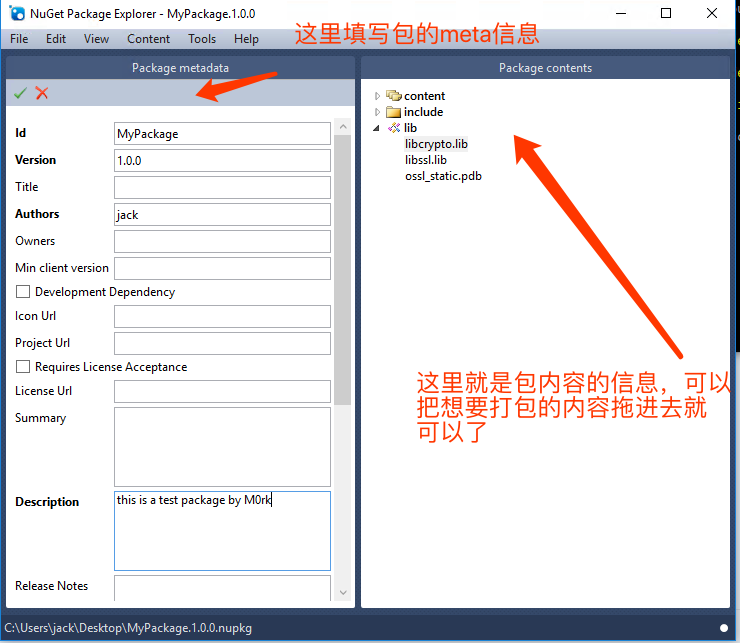 NuGet Package Explorer - MyPackage.1.0.0
File Edit View Content Tools Help
这里填写包的meta信息
Package metadata
Id MyPackage
Version 1.0.0
Title
Authors jack
Owners
Min client version
Development Dependency
Icon Url
Project Url
Requires License Acceptance
License Url
Summary
Description this is a test package by M0rk
Release Notes
Package contents
content
include
lib
libcrypto.lib
libssl.lib
ossl_static.pdb
这里就是包内容的信息，可以
把想要打包的内容拖进去就
可以了
C:\Users\jack\Desktop\MyPackage.1.0.0.nupkg